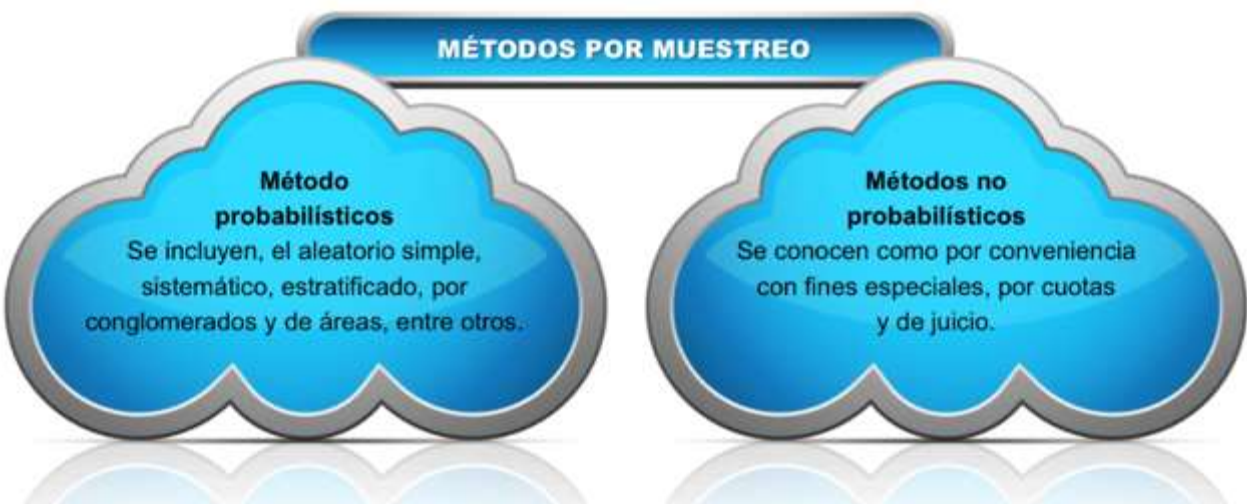 MÉTODOS POR MUESTREO
Método
probabilísticos
Se incluyen, el aleatorio simple,
sistemático, estratificado, por
conglomerados y de áreas, entre otros.
Métodos no
probabilísticos
Se conocen como por conveniencia
con fines especiales, por cuotas
y de juicio.